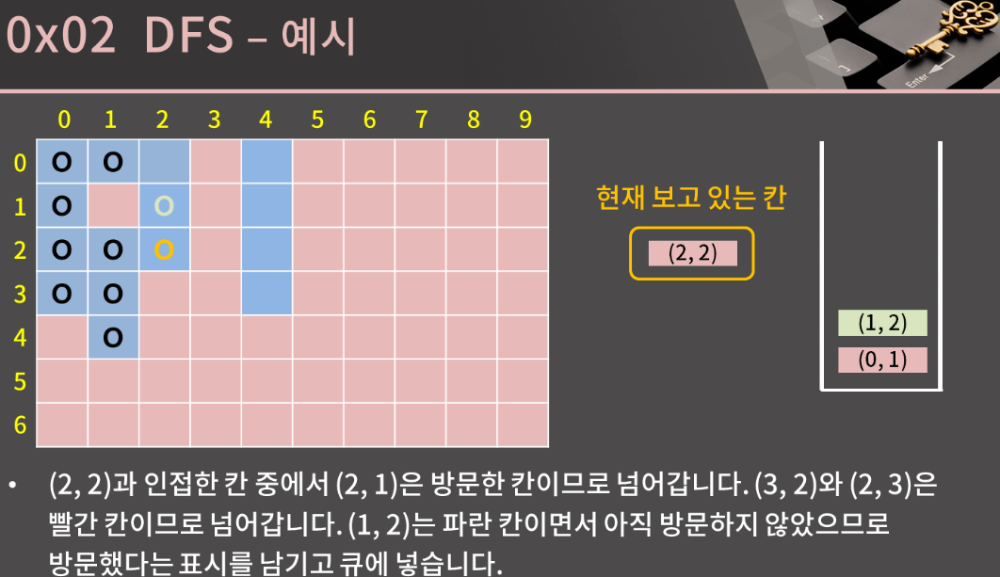 0x02 DFS – 예시
0 1 2 3 4 5 6 7 8 9
0 O O
1 O O
2 O O O
3 O O
4 O
5
6
현재 보고 있는 칸
(2, 2)
(1, 2)
(0, 1)
Enter
• (2, 2)과 인접한 칸 중에서 (2, 1)은 방문한 칸이므로 넘어갑니다. (3, 2)와 (2, 3)은
빨간 칸이므로 넘어갑니다. (1, 2)는 파란 칸이면서 아직 방문하지 않았으므로
방문했다는 표시를 남기고 큐에 넣습니다.